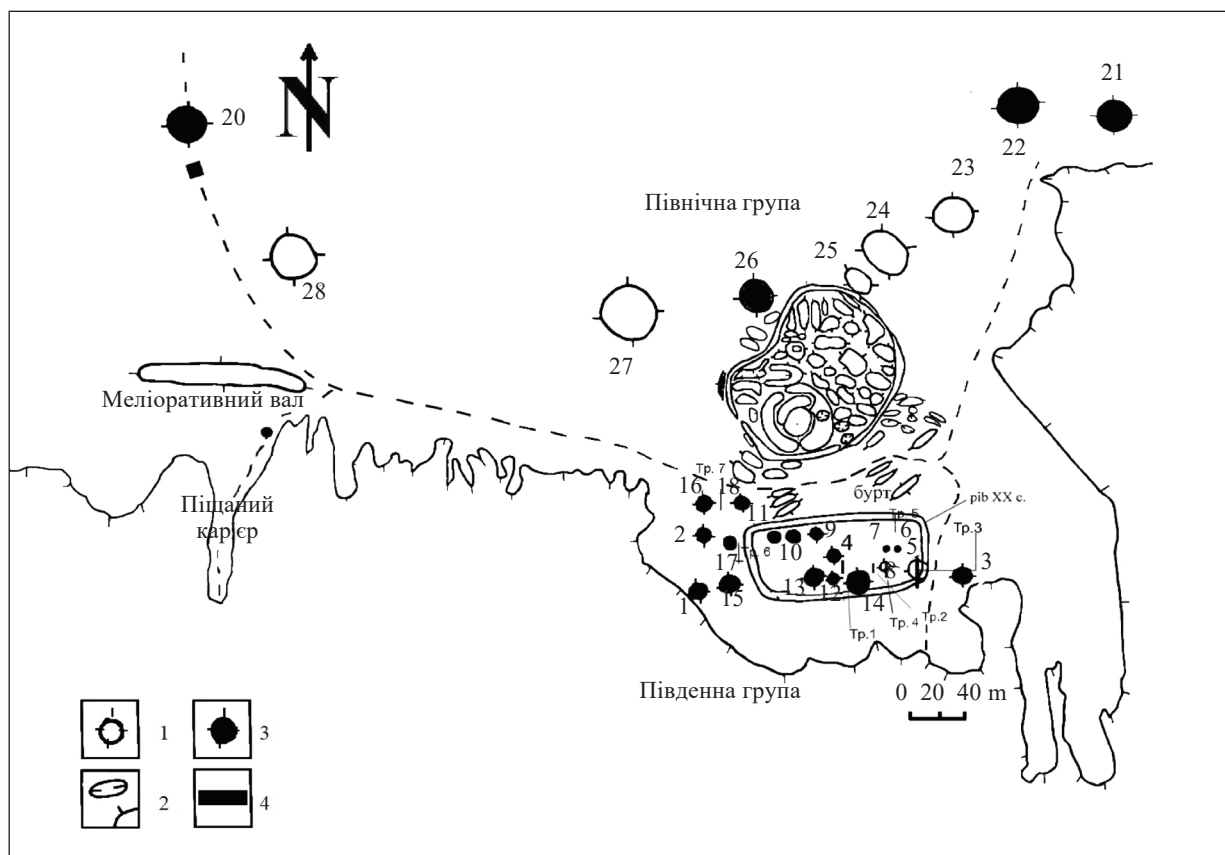 20
N
21
22
23
Північна група
24
25
26
28
27
Меліоративний вал
Піщаний
кар,єр
Тр. 7
16
18
11
бурт
рів XX с.
Тр. 5
Тр.3
2
17
Тр. 6
10
9
4
7
6
5
8
3
1
15
13
12
14
Тр.1
Тр. 4
Тр.2
Південна група
0 20 40 m
1
3
2
4